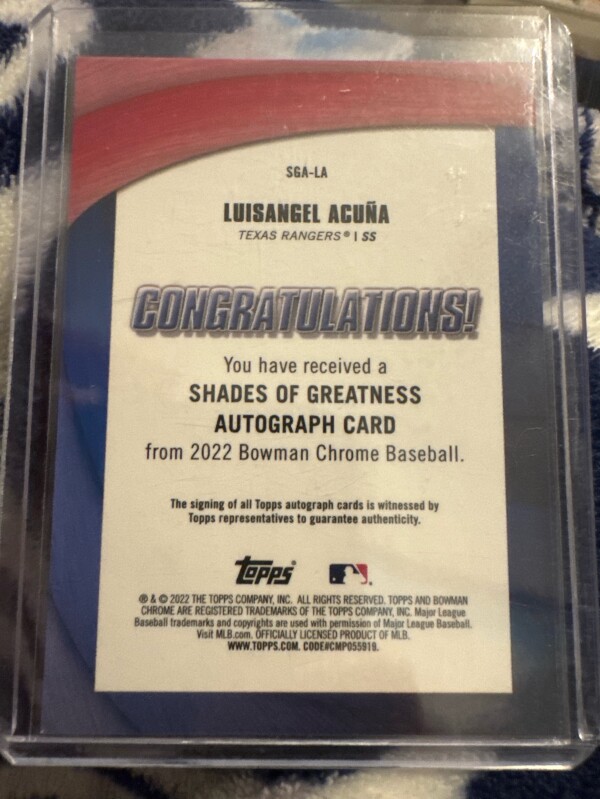 SGA-LA
LUISANGEL ACUÑA
TEXAS RANGERS® | SS
CONGRATULATIONS!
You have received a
SHADES OF GREATNESS
AUTOGRAPH CARD
from 2022 Bowman Chrome Baseball.
The signing of all Topps autograph cards is witnessed by
Topps representatives to guarantee authenticity.
topps®
® & © 2022 THE TOPPS COMPANY, INC. ALL RIGHTS RESERVED. TOPPS AND BOWMAN
CHROME ARE REGISTERED TRADEMARKS OF THE TOPPS COMPANY, INC. Major League
Baseball trademarks and copyrights are used with permission of Major League Baseball.
Visit MLB.com. OFFICIALLY LICENSED PRODUCT OF MLB.
WWW.TOPPS.COM. CODE#CMP055919.